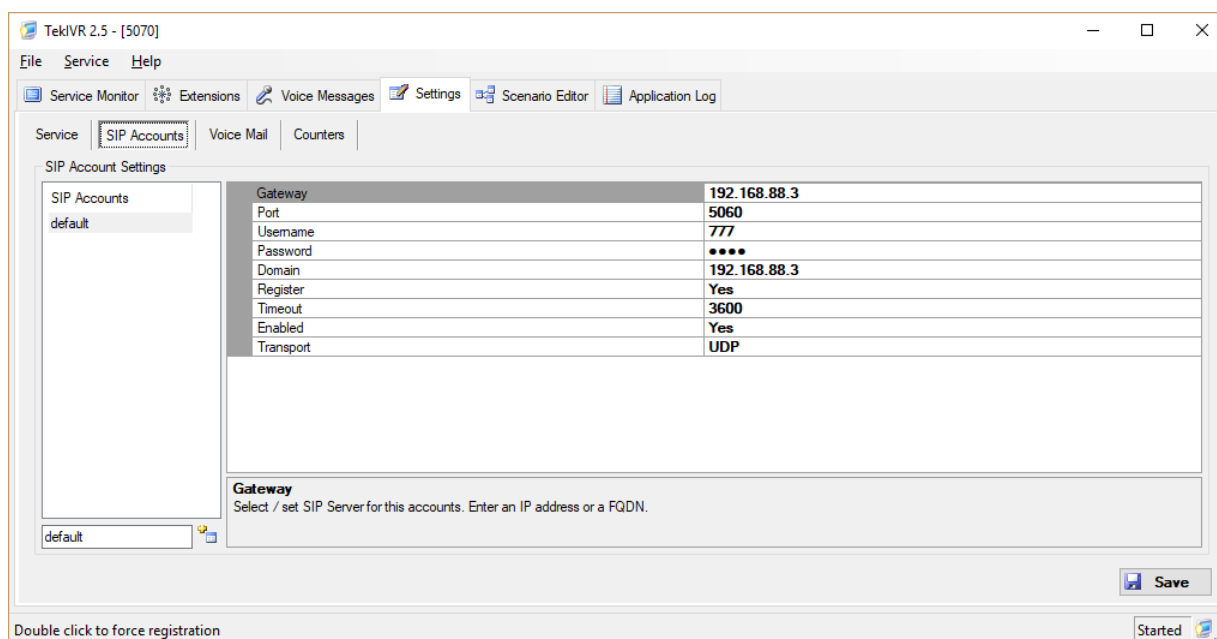 TekIVR 2.5 - [5070]
File Service Help
Service Monitor Extensions Voice Messages Settings Scenario Editor Application Log
Service SIP Accounts Voice Mail Counters
SIP Account Settings
SIP Accounts
default
Gateway 192.168.88.3
Port 5060
Username 777
Password ●●●●
Domain 192.168.88.3
Register Yes
Timeout 3600
Enabled Yes
Transport UDP
Gateway
Select / set SIP Server for this accounts. Enter an IP address or a FQDN.
default
Save
Double click to force registration Started